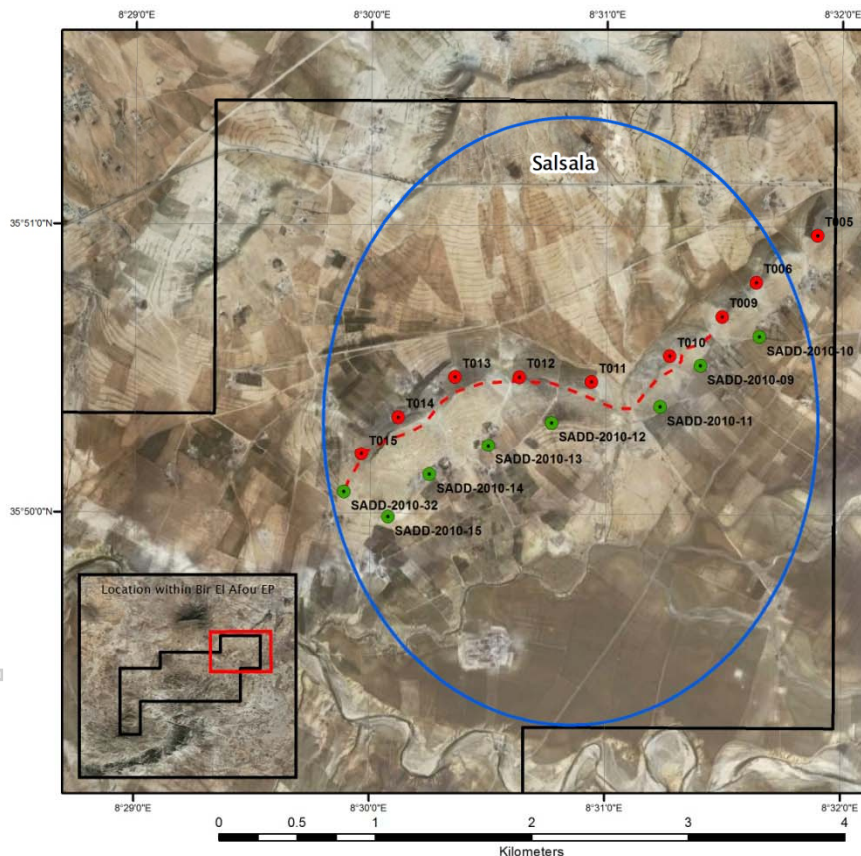 8°29'0"E
8°30'0"E
8°31'0"E
8°32'0"E
Salsala
35°51'0"N
T005
T006
T009
SADD-2010-10
T010
SADD-2010-09
T013
T012
T011
SADD-2010-11
T014
SADD-2010-12
T015
SADD-2010-13
SADD-2010-14
SADD-2010-32
35°50'0"N
SADD-2010-15
Location within Bir El Afou EP
8°29'0"E
8°30'0"E
8°31'0"E
8°32'0"E
0
0.5
1
2
3
4
Kilometers